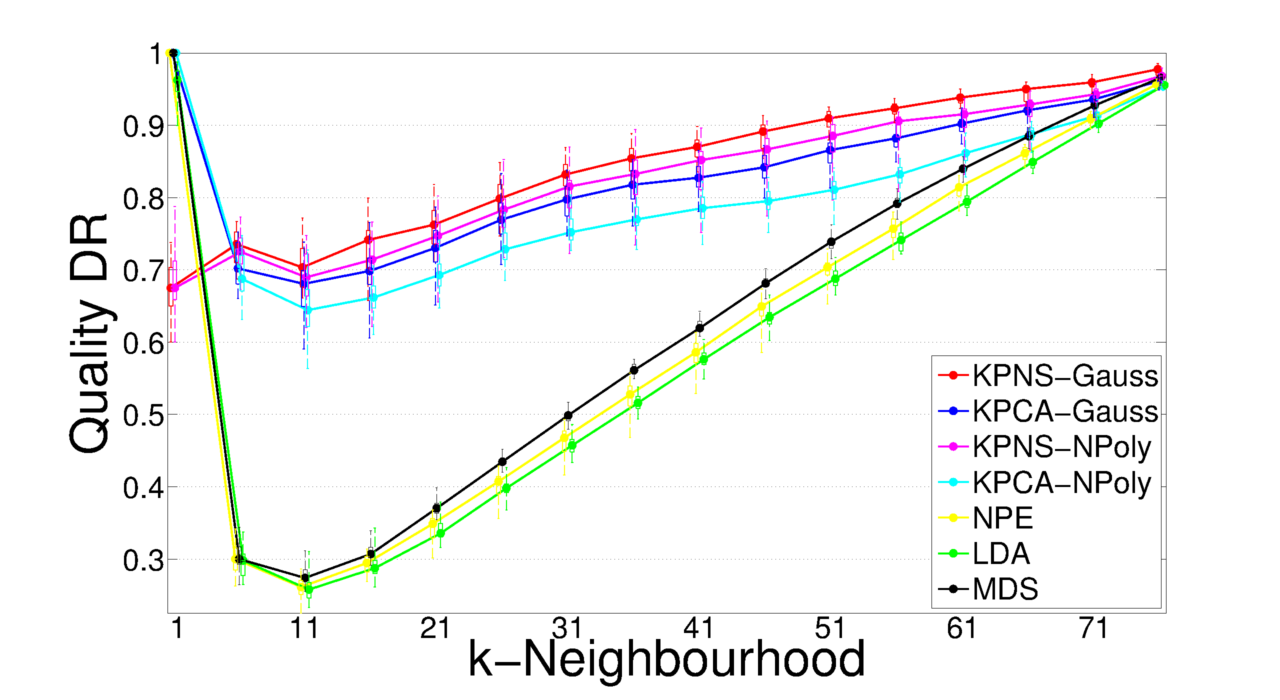 1
0.9
0.8
0.7
0.6
0.5
0.4
0.3
Quality DR
1 11 21 31 41 51 61 71
k−Neighbourhood
KPNS−Gauss
KPCA−Gauss
KPNS−NPoly
KPCA−NPoly
NPE
LDA
MDS